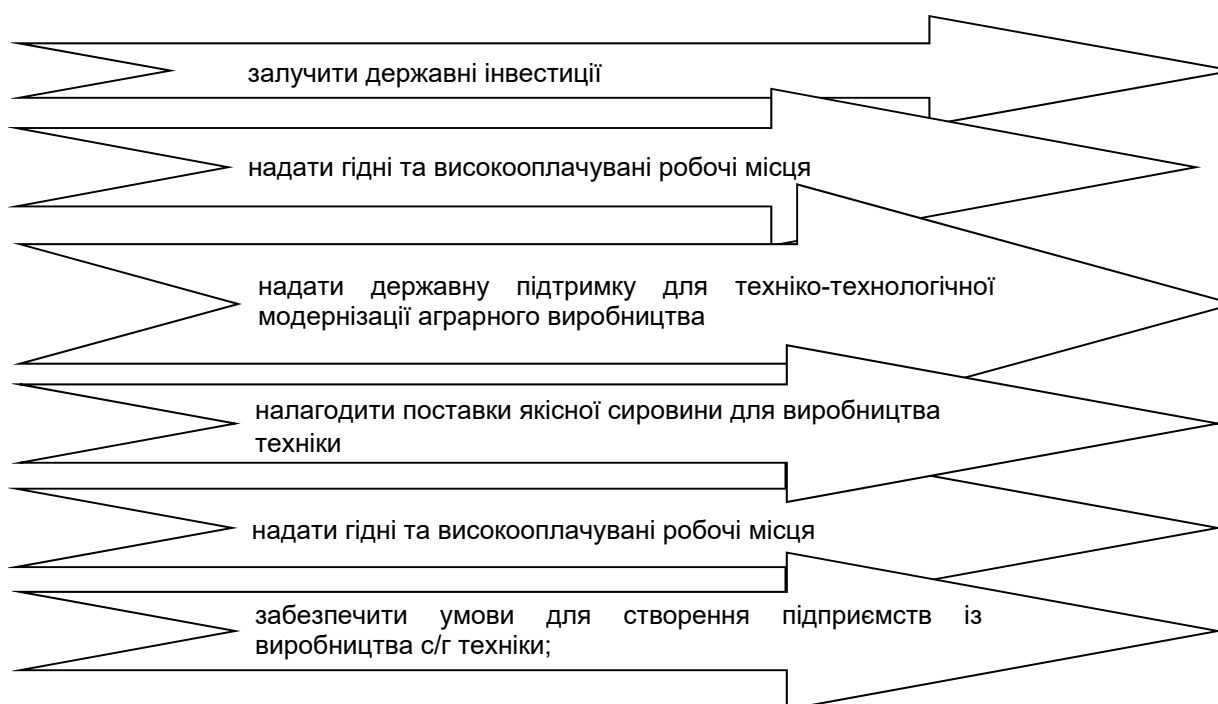 залучити державні інвестиції
надати гідні та високооплачувані робочі місця
надати державну підтримку для техніко-технологічної
модернізації аграрного виробництва
налагодити поставки якісної сировини для виробництва
техніки
надати гідні та високооплачувані робочі місця
забезпечити умови для створення підприємств із
виробництва с/г техніки;